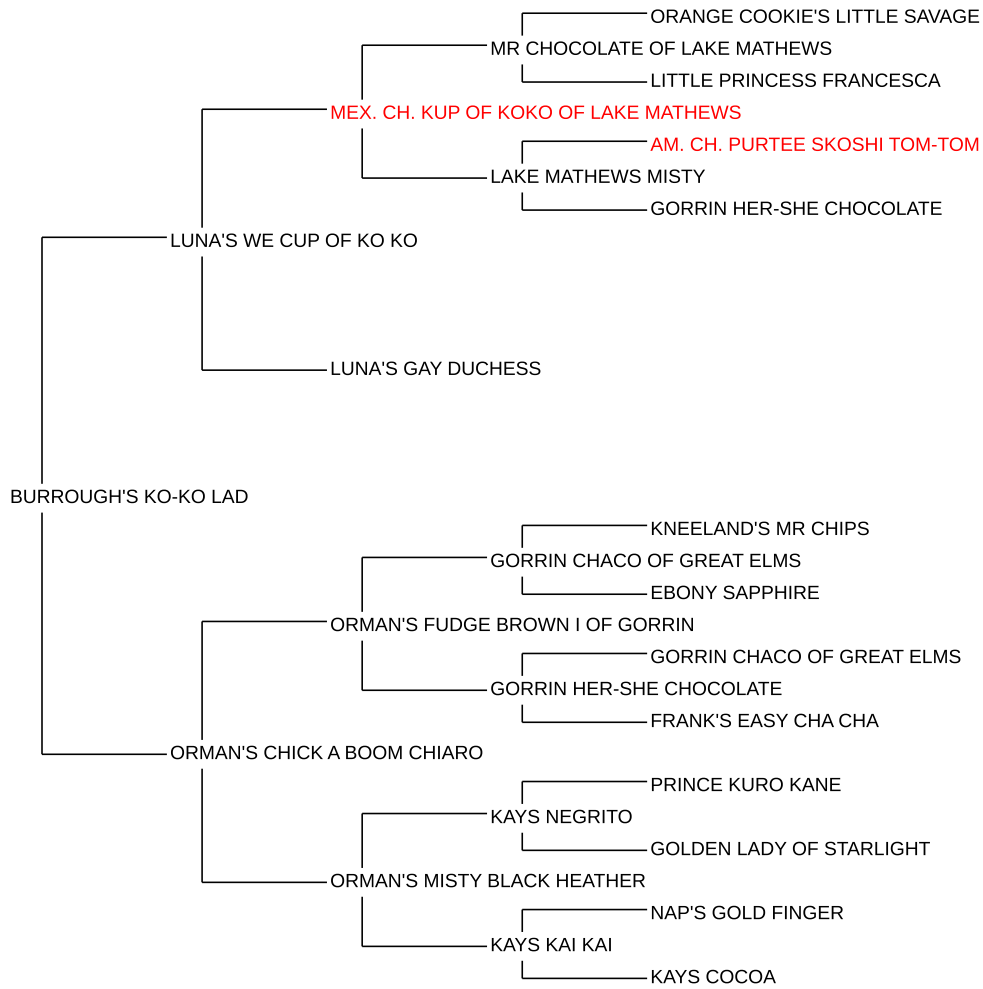 ORANGE COOKIE'S LITTLE SAVAGE
MR CHOCOLATE OF LAKE MATHEWS
LITTLE PRINCESS FRANCESCA
MEX. CH. KUP OF KOKO OF LAKE MATHEWS
AM. CH. PURTEE SKOSHI TOM-TOM
LAKE MATHEWS MISTY
GORRIN HER-SHE CHOCOLATE
LUNA'S WE CUP OF KO KO
LUNA'S GAY DUCHESS
BURROUGH'S KO-KO LAD
KNEELAND'S MR CHIPS
GORRIN CHACO OF GREAT ELMS
EBONY SAPPHIRE
ORMAN'S FUDGE BROWN I OF GORRIN
GORRIN CHACO OF GREAT ELMS
GORRIN HER-SHE CHOCOLATE
FRANK'S EASY CHA CHA
ORMAN'S CHICK A BOOM CHIARO
PRINCE KURO KANE
KAYS NEGRITO
GOLDEN LADY OF STARLIGHT
ORMAN'S MISTY BLACK HEATHER
NAP'S GOLD FINGER
KAYS KAI KAI
KAYS COCOA